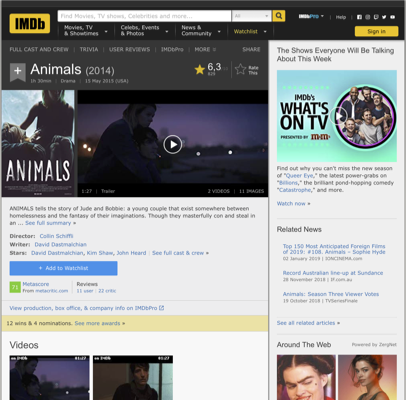 IMDb
Find Movies, TV shows, Celebrities and more...
All
Movies, TV & Showtimes
Celebs, Events & Photos
News & Community
Watchlist
IMDbPro
Help
Sign in
FULL CAST AND CREW | TRIVIA | USER REVIEWS | IMDbPro | MORE
SHARE
Animals (2014)
1h 30min | Drama | 15 May 2015 (USA)
6,3
Rate This
ANIMALS
1:27 | Trailer
2 VIDEOS | 11 IMAGES
ANIMALS tells the story of Jude and Bobbie: a young couple that exist somewhere between
homelessness and the fantasy of their imaginations. Though they masterfully con and steal in
an ... See full summary »
Director: Collin Schiffli
Writer: David Dastmalchian
Stars: David Dastmalchian, Kim Shaw, John Heard | See full cast & crew »
+ Add to Watchlist
71
Metascore
From metacritic.com
Reviews
11 user | 22 critic
View production, box office, & company info on IMDbPro
12 wins & 4 nominations. See more awards »
Videos
The Shows Everyone Will Be Talking
About This Week
IMDb's
WHAT'S
ON TV
PRESENTED BY
Find out why you can't miss the new season
of "Queer Eye," the latest power-grabs on
"Billions," the brilliant pond-hopping comedy
"Catastrophe," and more.
Watch now »
Related News
Top 150 Most Anticipated Foreign Films
of 2019: #108. Animals – Sophie Hyde
02 January 2019 | IONCINEMA.com
Record Australian line-up at Sundance
28 November 2018 | IF.com.au
Animals: Season Three Viewer Votes
19 October 2018 | TVSeriesFinale
See all related articles »
Around The Web
Powered by ZergNet